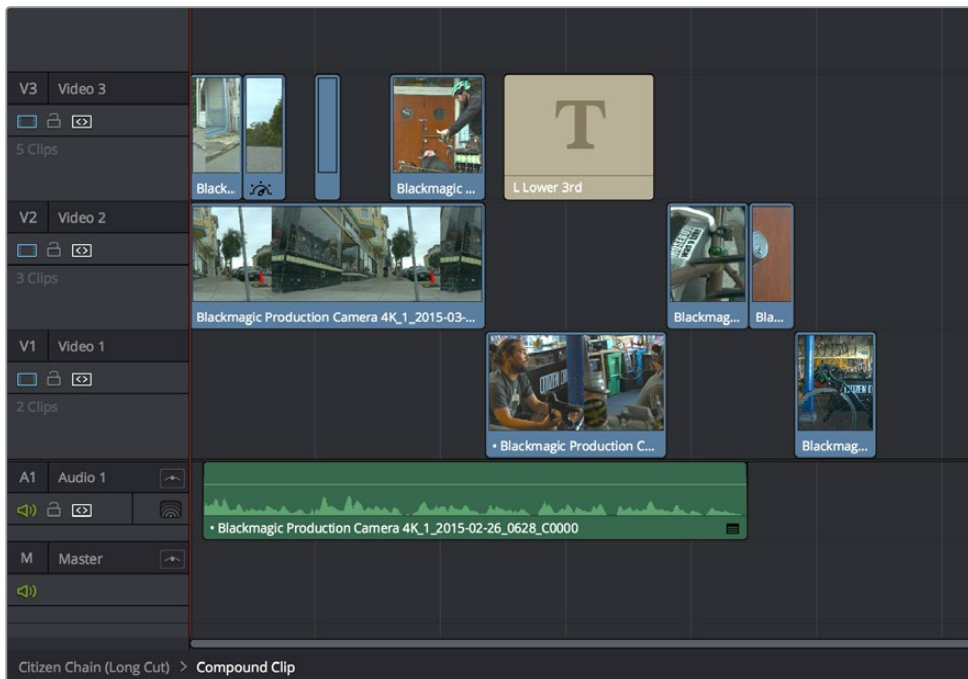 V3 Video 3
5 Clips
Black..
Blackmagic ...
T
L Lower 3rd
V2 Video 2
3 Clips
Blackmagic Production Camera 4K_1_2015-03-...
Blackmag...
Bla...
V1 Video 1
2 Clips
• Blackmagic Production C...
Blackmag...
A1 Audio 1
• Blackmagic Production Camera 4K_1_2015-02-26_0628_C0000
M Master
Citizen Chain (Long Cut) > Compound Clip